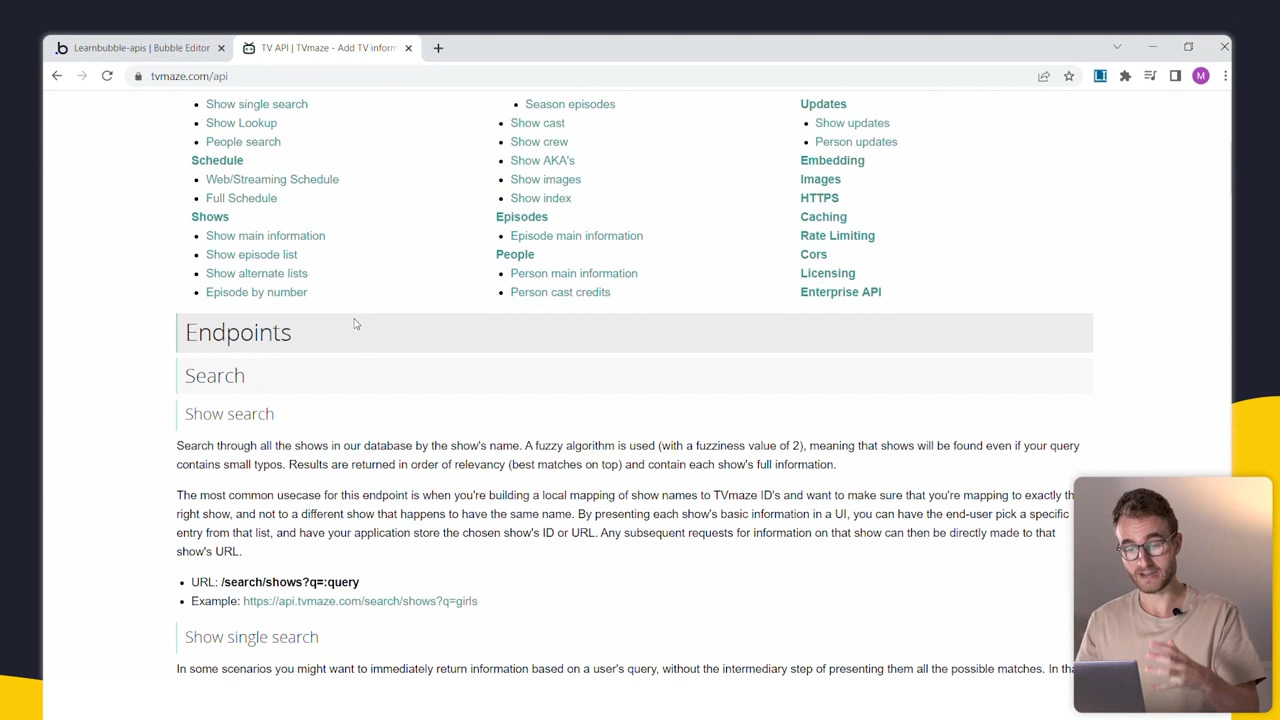 Learnbubble-apis | Bubble Editor
TV API | TVmaze - Add TV inform
tvmaze.com/api
M
Show single search
Show Lookup
People search
Schedule
Web/Streaming Schedule
Full Schedule
Shows
Show main information
Show episode list
Show alternate lists
Episode by number
Season episodes
Show cast
Show crew
Show AKA's
Show images
Show index
Episodes
Episode main information
People
Person main information
Person cast credits
Updates
Show updates
Person updates
Embedding
Images
HTTPS
Caching
Rate Limiting
Cors
Licensing
Enterprise API
Endpoints
Search
Show search
Search through all the shows in our database by the show's name. A fuzzy algorithm is used (with a fuzziness value of 2), meaning that shows will be found even if your query
contains small typos. Results are returned in order of relevancy (best matches on top) and contain each show's full information.
The most common usecase for this endpoint is when you're building a local mapping of show names to TVmaze ID's and want to make sure that you're mapping to exactly th
right show, and not to a different show that happens to have the same name. By presenting each show's basic information in a UI, you can have the end-user pick a specific
entry from that list, and have your application store the chosen show's ID or URL. Any subsequent requests for information on that show can then be directly made to that
show's URL.
URL: /search/shows?q=:query
Example: https://api.tvmaze.com/search/shows?q=girls
Show single search
In some scenarios you might want to immediately return information based on a user's query, without the intermediary step of presenting them all the possible matches. In tha